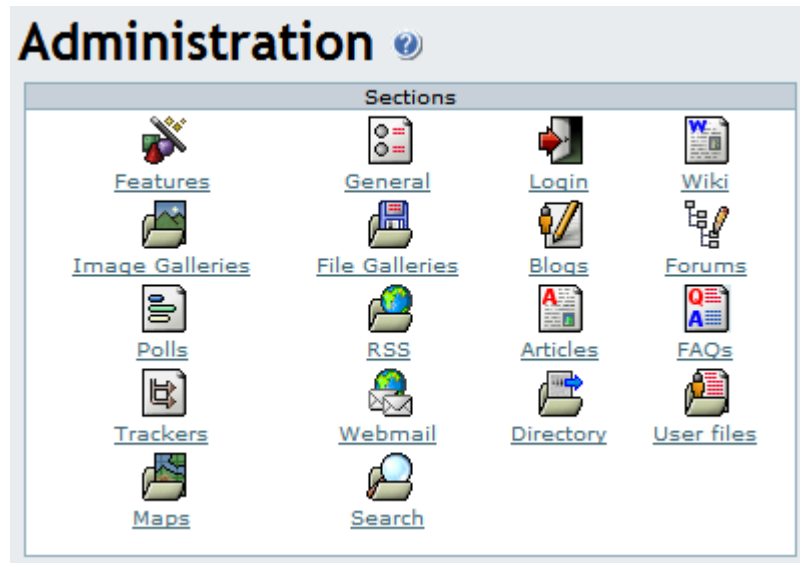 Administration
Sections
Features General Login Wiki
Image Galleries File Galleries Blogs Forums
Polls RSS Articles FAQs
Trackers Webmail Directory User files
Maps Search